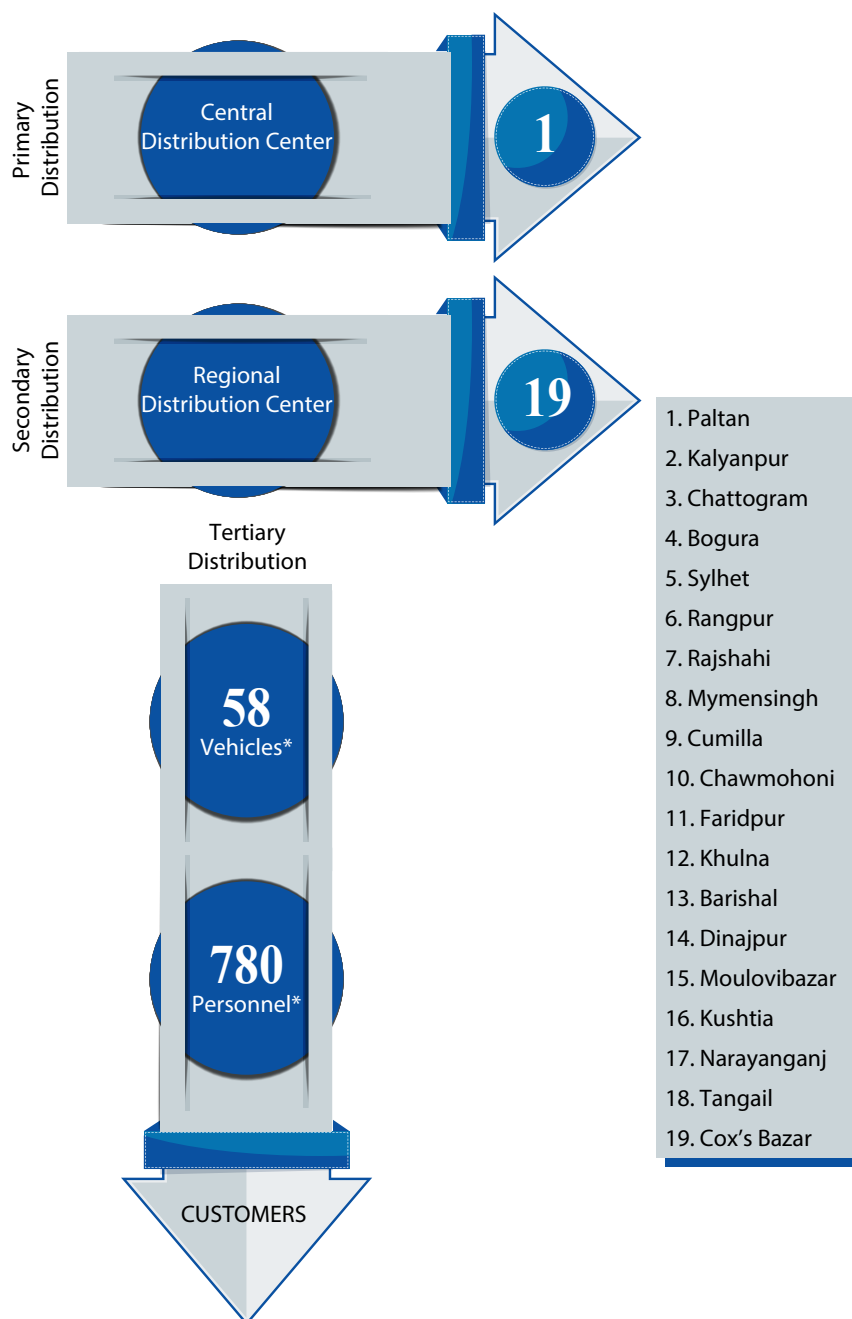 Primary
Distribution
Central
Distribution Center
1
Secondary
Distribution
Regional
Distribution Center
19
1. Paltan
2. Kalyanpur
3. Chattogram
4. Bogura
5. Sylhet
6. Rangpur
7. Rajshahi
8. Mymensingh
9. Cumilla
10. Chawmohoni
11. Faridpur
12. Khulna
13. Barishal
14. Dinajpur
15. Moulovibazar
16. Kushtia
17. Narayanganj
18. Tangail
19. Cox’s Bazar
Tertiary
Distribution
58
Vehicles*
780
Personnel*
CUSTOMERS